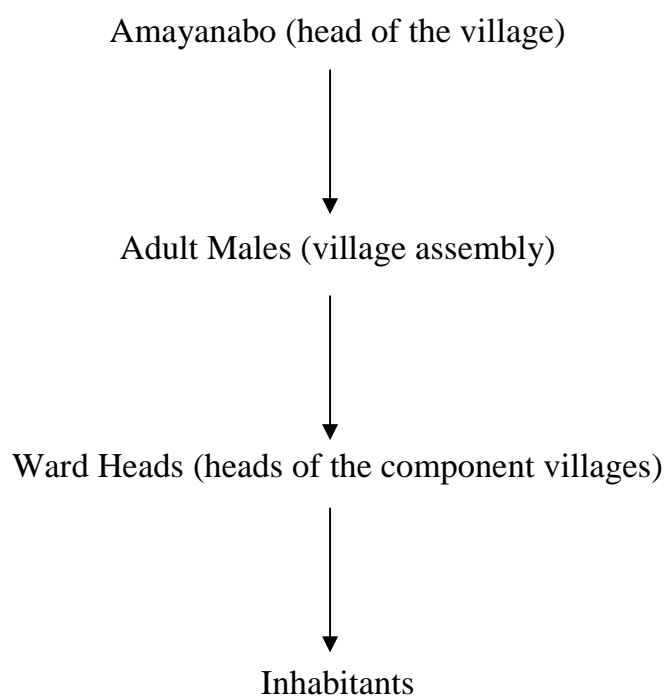 Amayanabo (head of the village)
Adult Males (village assembly)
Ward Heads (heads of the component villages)
Inhabitants